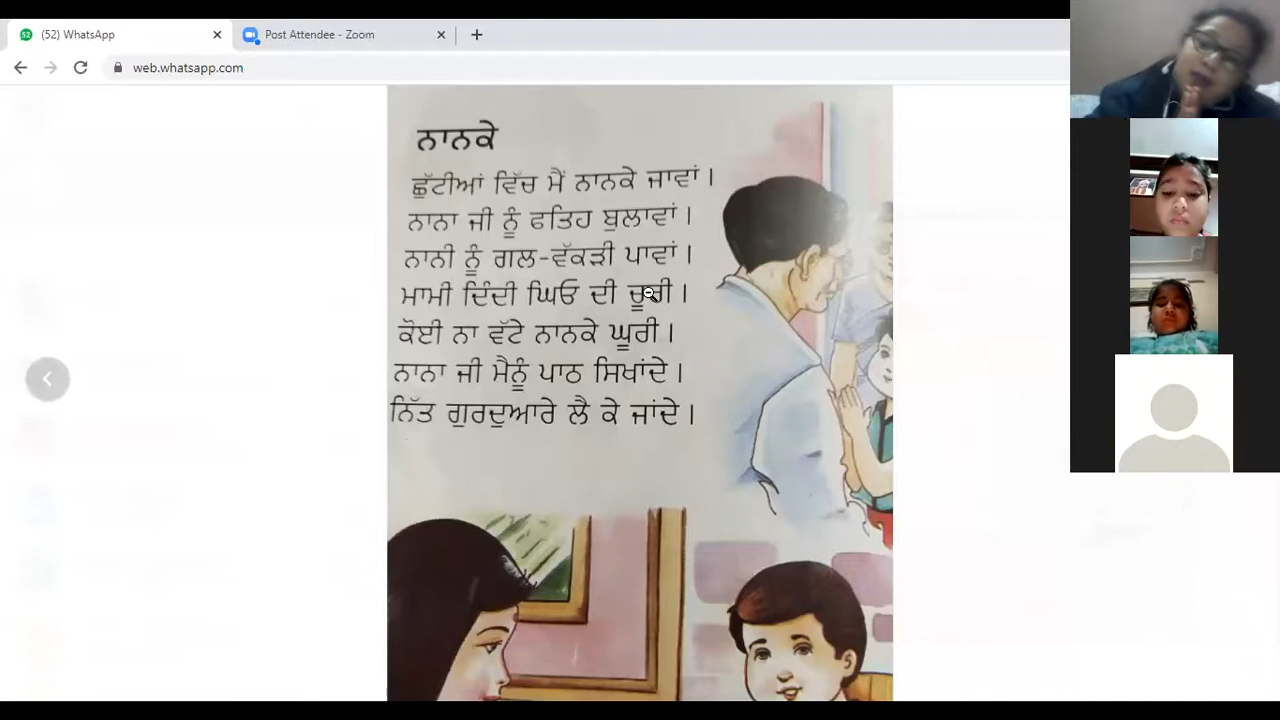 (52) WhatsApp
Post Attendee - Zoom
web.whatsapp.com
ਨਾਨਕੇ
ਛੁੱਟੀਆਂ ਵਿੱਚ ਮੈਂ ਨਾਨਕੇ ਜਾਵਾਂ।
ਨਾਨਾ ਜੀ ਨੂੰ ਫਤਿਹ ਬੁਲਾਵਾਂ।
ਨਾਨੀ ਨੂੰ ਗਲ-ਵੱਕੜੀ ਪਾਵਾਂ।
ਮਾਮੀ ਦਿੰਦੀ ਘਿਓ ਦੀ ਚੂਰੀ।
ਕੋਈ ਨਾ ਵੱਟੇ ਨਾਨਕੇ ਘੂਰੀ।
ਨਾਨਾ ਜੀ ਮੈਨੂੰ ਪਾਠ ਸਿਖਾਂਦੇ।
ਨਿੱਤ ਗੁਰਦੁਆਰੇ ਲੈ ਕੇ ਜਾਂਦੇ।